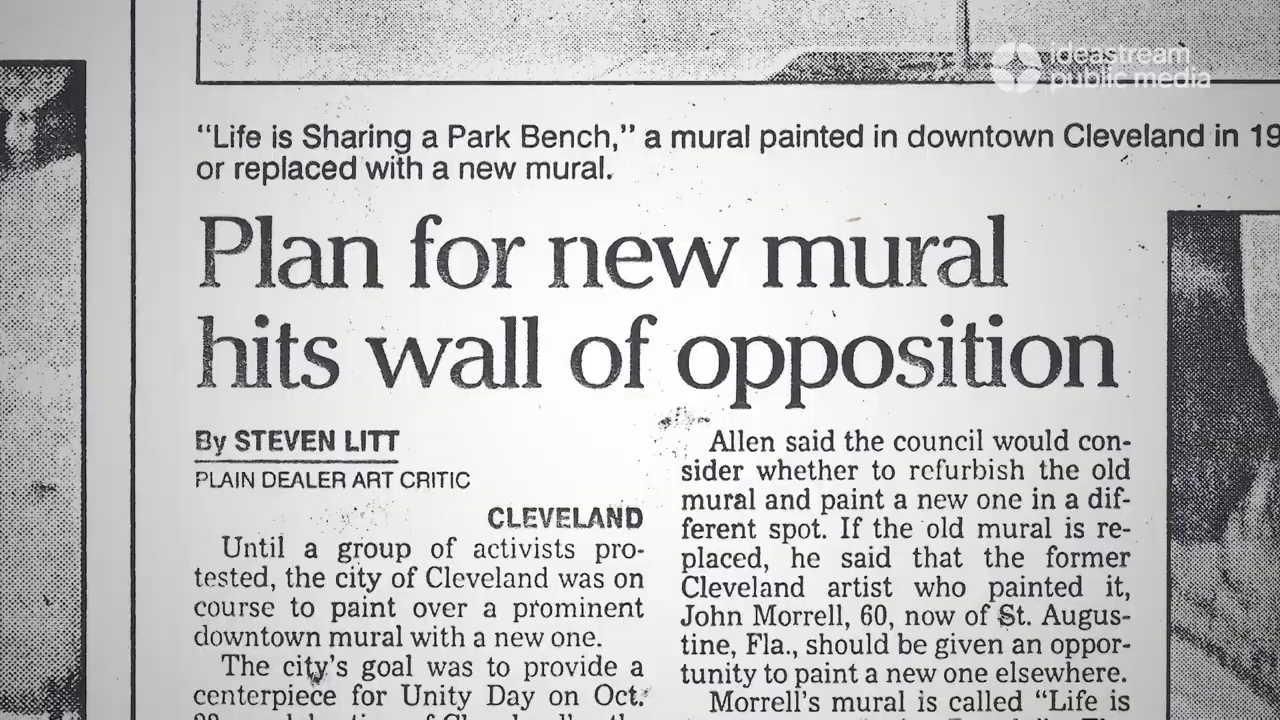 ideastream
public media
“Life is Sharing a Park Bench,” a mural painted in downtown Cleveland in 19
or replaced with a new mural.
Plan for new mural
hits wall of opposition
By STEVEN LITT
PLAIN DEALER ART CRITIC
CLEVELAND
Until a group of activists pro-
tested, the city of Cleveland was on
course to paint over a prominent
downtown mural with a new one.
The city’s goal was to provide a
centerpiece for Unity Day on Oct.
Allen said the council would con-
sider whether to refurbish the old
mural and paint a new one in a dif-
ferent spot. If the old mural is re-
placed, he said that the former
Cleveland artist who painted it,
John Morrell, 60, now of St. Augus-
tine, Fla., should be given an oppor-
tunity to paint a new one elsewhere.
Morrell’s mural is called “Life is